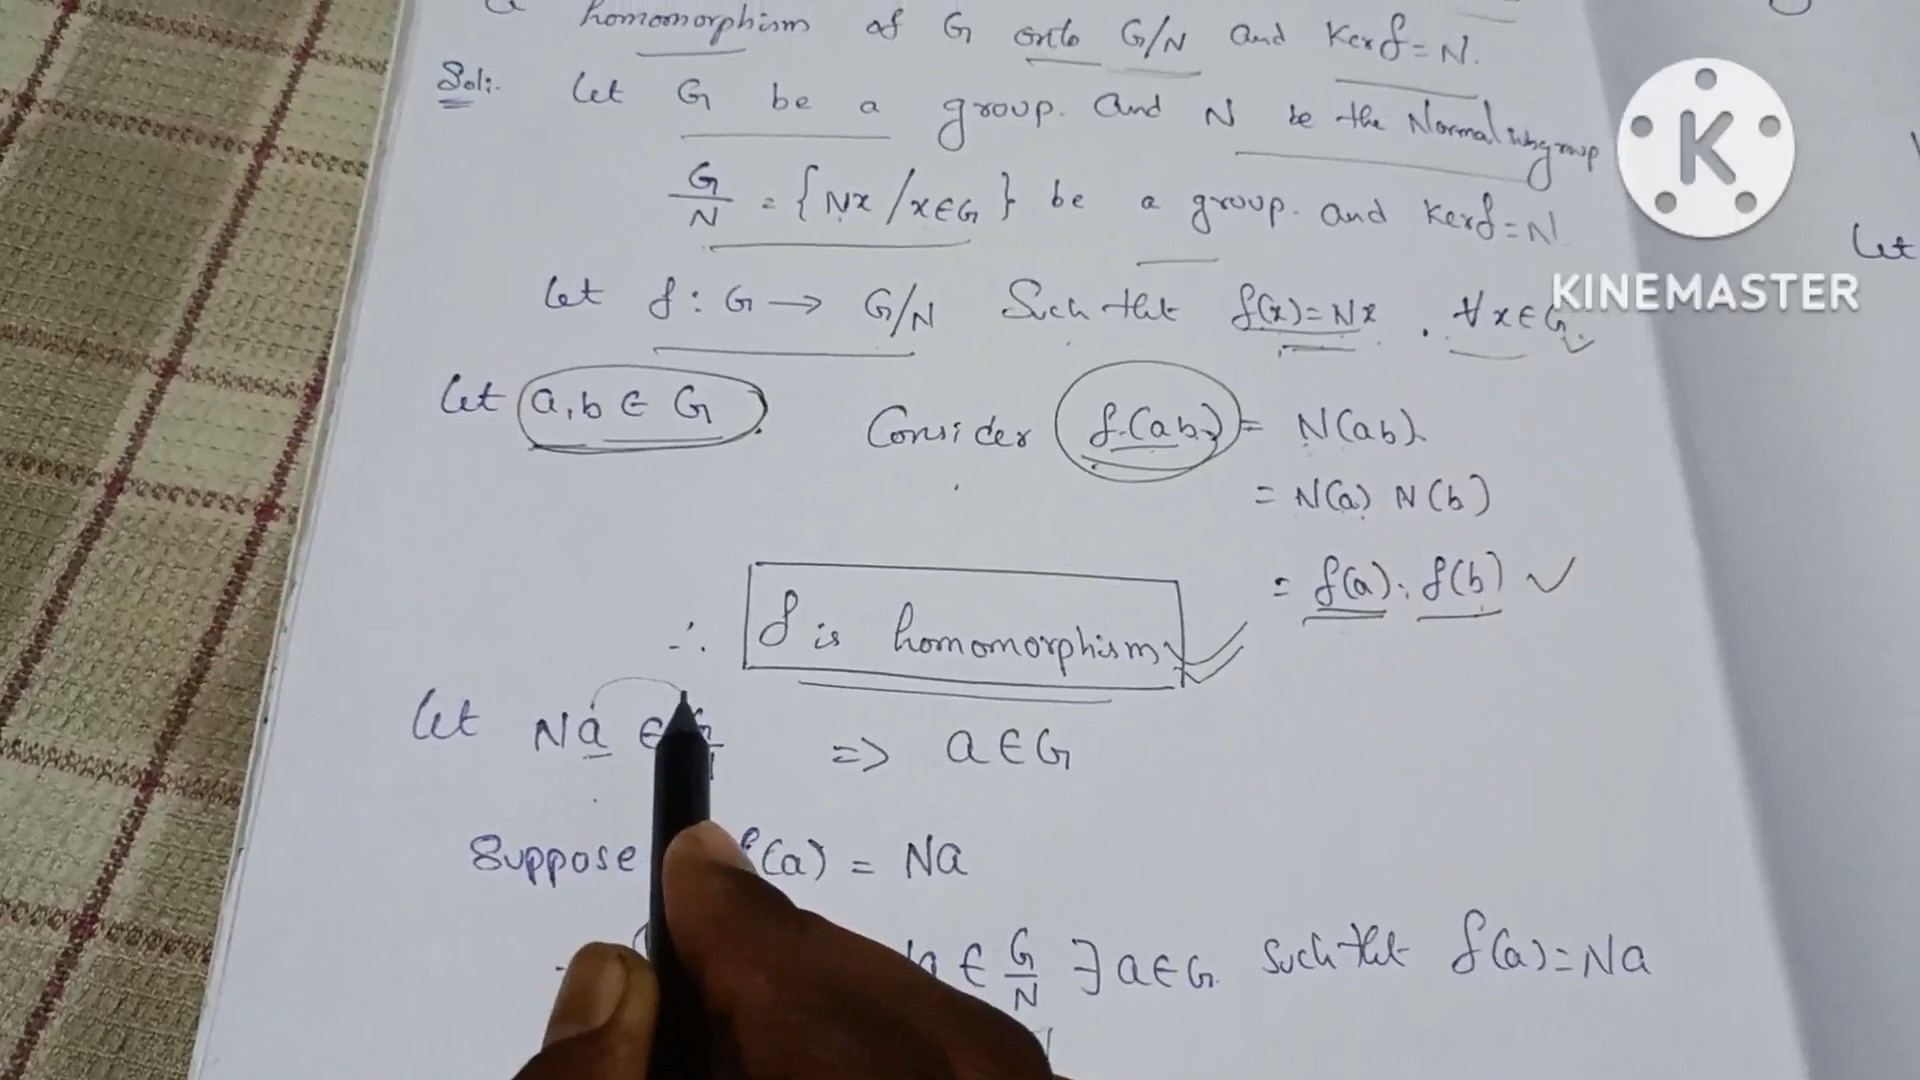 homomorphism of G onto G/N and Kerf=N.
Sol:- Let G be a group. and N be the Normal subgroup
G/N = {Nx/x∈G} be a group. and Kerf=N.
Let f: G → G/N Such that f(x)=Nx. ∀x∈G.
Let a,b ∈ G. Consider f(ab) = N(ab).
= N(a) N(b)
= f(a). f(b) ✓
∴ f is homomorphism
Let Na ∈ => a∈G
Suppose f(a) = Na
∈ G/N ∃ a∈G. Such that f(a)=Na
K
KINEMASTER
Let